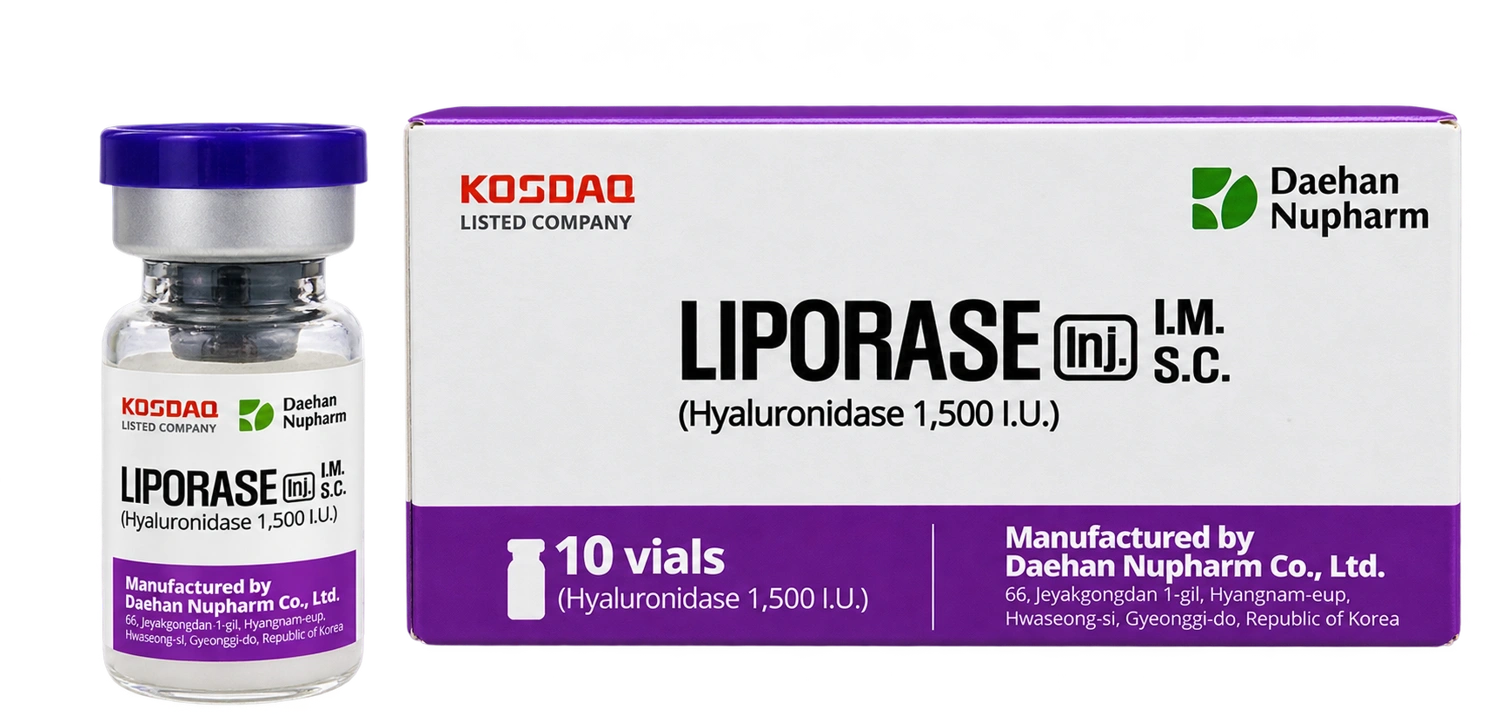 KOSDAQ
LISTED COMPANY
Daehan
Nupharm
LIPORASE Inj. I.M.
S.C.
(Hyaluronidase 1,500 I.U.)
Manufactured by
Daehan Nupharm Co., Ltd.
66, Jeyakgongdan 1-gil, Hyangnam-eup,
Hwaseong-si, Gyeonggi-do, Republic of Korea
KOSDAQ
LISTED COMPANY
Daehan
Nupharm
LIPORASE Inj. I.M.
S.C.
(Hyaluronidase 1,500 I.U.)
10 vials
(Hyaluronidase 1,500 I.U.)
Manufactured by
Daehan Nupharm Co., Ltd.
66, Jeyakgongdan 1-gil, Hyangnam-eup,
Hwaseong-si, Gyeonggi-do, Republic of Korea